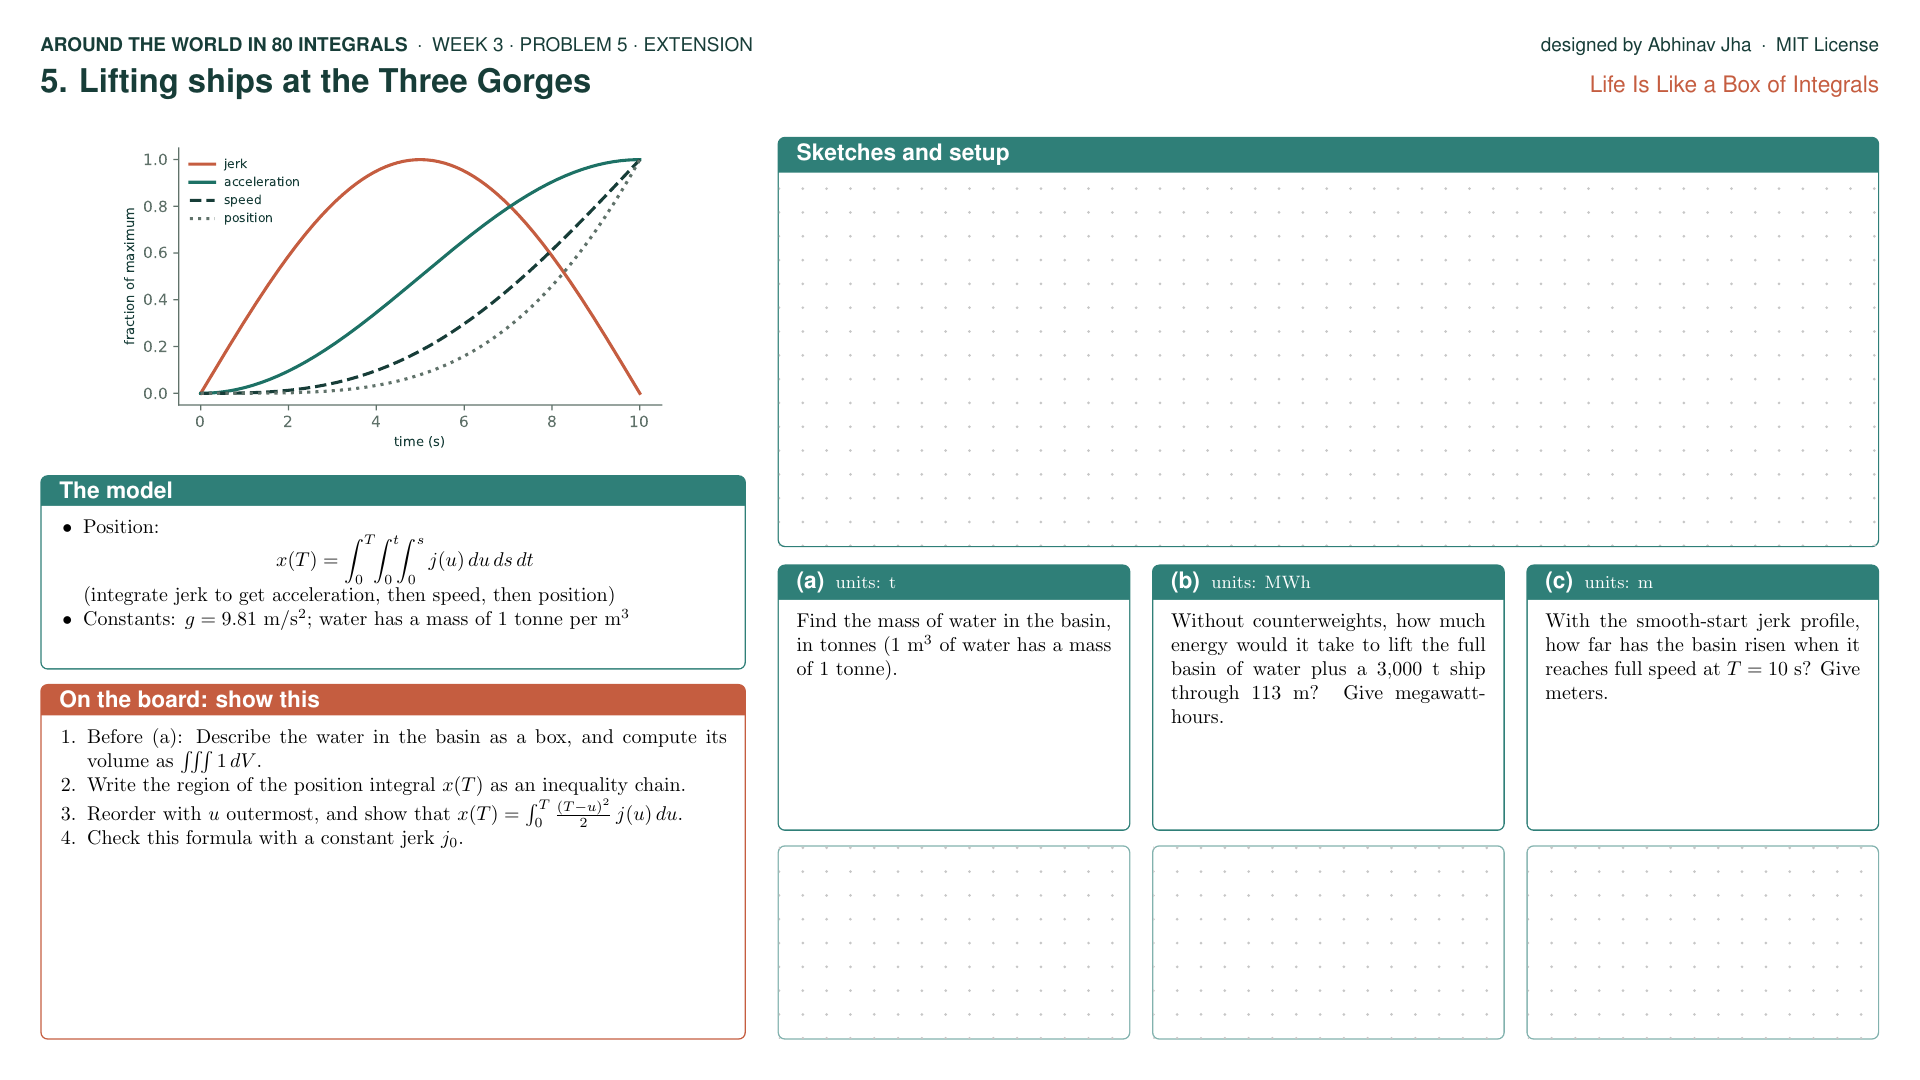 AROUND THE WORLD IN 80 INTEGRALS · WEEK 3 · PROBLEM 5 · EXTENSION
designed by Abhinav Jha · MIT License
5. Lifting ships at the Three Gorges
Life Is Like a Box of Integrals
jerk
acceleration
speed
position
fraction of maximum
1.0
0.8
0.6
0.4
0.2
0.0
0 2 4 6 8 10
time (s)
The model
• Position:
x(T) = ∫₀ᵀ ∫₀ᵗ ∫₀ˢ j(u) du ds dt
(integrate jerk to get acceleration, then speed, then position)
• Constants: g = 9.81 m/s²; water has a mass of 1 tonne per m³
On the board: show this
1. Before (a): Describe the water in the basin as a box, and compute its
volume as ∭ 1 dV.
2. Write the region of the position integral x(T) as an inequality chain.
3. Reorder with u outermost, and show that x(T) = ∫₀ᵀ (T−u)²/2 j(u) du.
4. Check this formula with a constant jerk j₀.
Sketches and setup
(a) units: t
Find the mass of water in the basin,
in tonnes (1 m³ of water has a mass
of 1 tonne).
(b) units: MWh
Without counterweights, how much
energy would it take to lift the full
basin of water plus a 3,000 t ship
through 113 m? Give megawatt-
hours.
(c) units: m
With the smooth-start jerk profile,
how far has the basin risen when it
reaches full speed at T = 10 s? Give
meters.